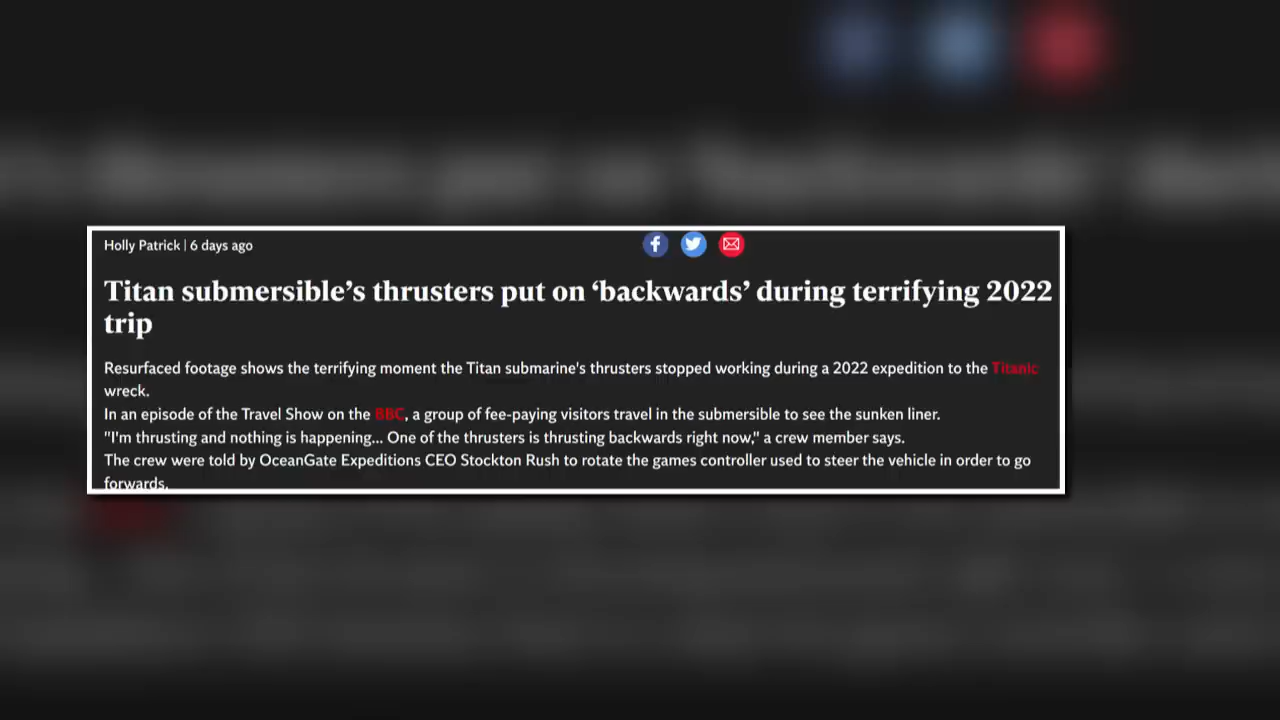 Holly Patrick | 6 days ago
Titan submersible’s thrusters put on ‘backwards’ during terrifying 2022
trip
Resurfaced footage shows the terrifying moment the Titan submarine's thrusters stopped working during a 2022 expedition to the Titanic
wreck.
In an episode of the Travel Show on the BBC, a group of fee-paying visitors travel in the submersible to see the sunken liner.
"I'm thrusting and nothing is happening... One of the thrusters is thrusting backwards right now," a crew member says.
The crew were told by OceanGate Expeditions CEO Stockton Rush to rotate the games controller used to steer the vehicle in order to go
forwards.